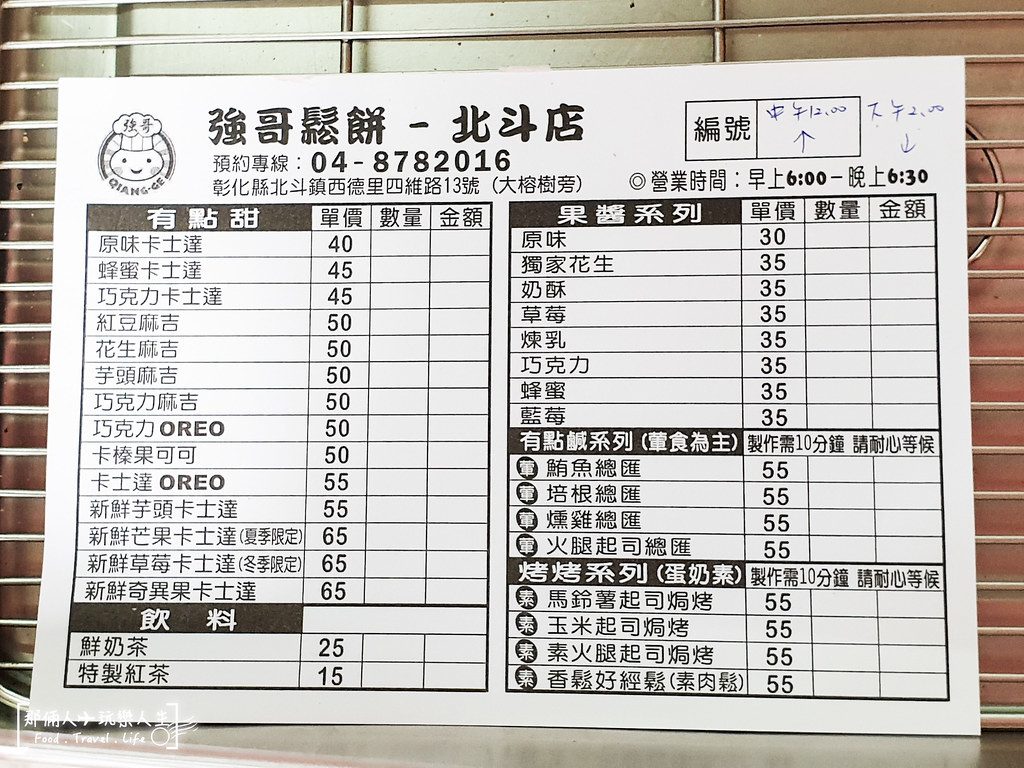 強哥
QIANG-GE
強哥鬆餅 - 北斗店
預約專線：04-8782016
彰化縣北斗鎮西德里四維路13號（大榕樹旁）
編號 中午12:00 ↑ 下午2:00 ↓
◎營業時間：早上6:00－晚上6:30
有點甜 單價 數量 金額
原味卡士達 40
蜂蜜卡士達 45
巧克力卡士達 45
紅豆麻吉 50
花生麻吉 50
芋頭麻吉 50
巧克力麻吉 50
巧克力OREO 50
卡榛果可可 50
卡士達OREO 55
新鮮芋頭卡士達 55
新鮮芒果卡士達(夏季限定) 65
新鮮草莓卡士達(冬季限定) 65
新鮮奇異果卡士達 65
飲料
鮮奶茶 25
特製紅茶 15
果醬系列 單價 數量 金額
原味 30
獨家花生 35
奶酥 35
草莓 35
煉乳 35
巧克力 35
蜂蜜 35
藍莓 35
有點鹹系列(葷食為主) 製作需10分鐘 請耐心等候
葷 鮪魚總匯 55
葷 培根總匯 55
葷 燻雞總匯 55
葷 火腿起司總匯 55
烤烤系列(蛋奶素) 製作需10分鐘 請耐心等候
素 馬鈴薯起司焗烤 55
素 玉米起司焗烤 55
素 素火腿起司焗烤 55
素 香鬆好經鬆(素肉鬆) 55
那倆人 玩樂人生
Food . Travel . Life